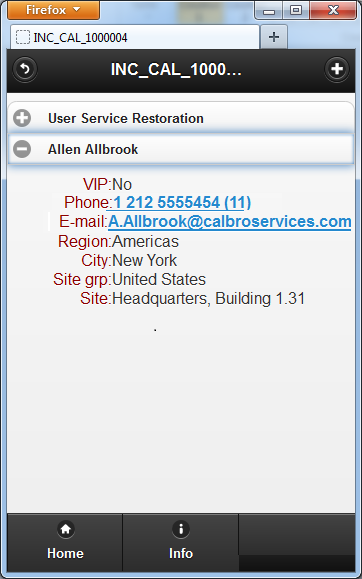 Firefox
INC_CAL_1000004
INC_CAL_1000...
User Service Restoration
Allen Allbrook
VIP:No
Phone:1 212 5555454 (11)
E-mail:A.Allbrook@calbroservices.com
Region:Americas
City:New York
Site grp:United States
Site:Headquarters, Building 1.31
.
Home Info